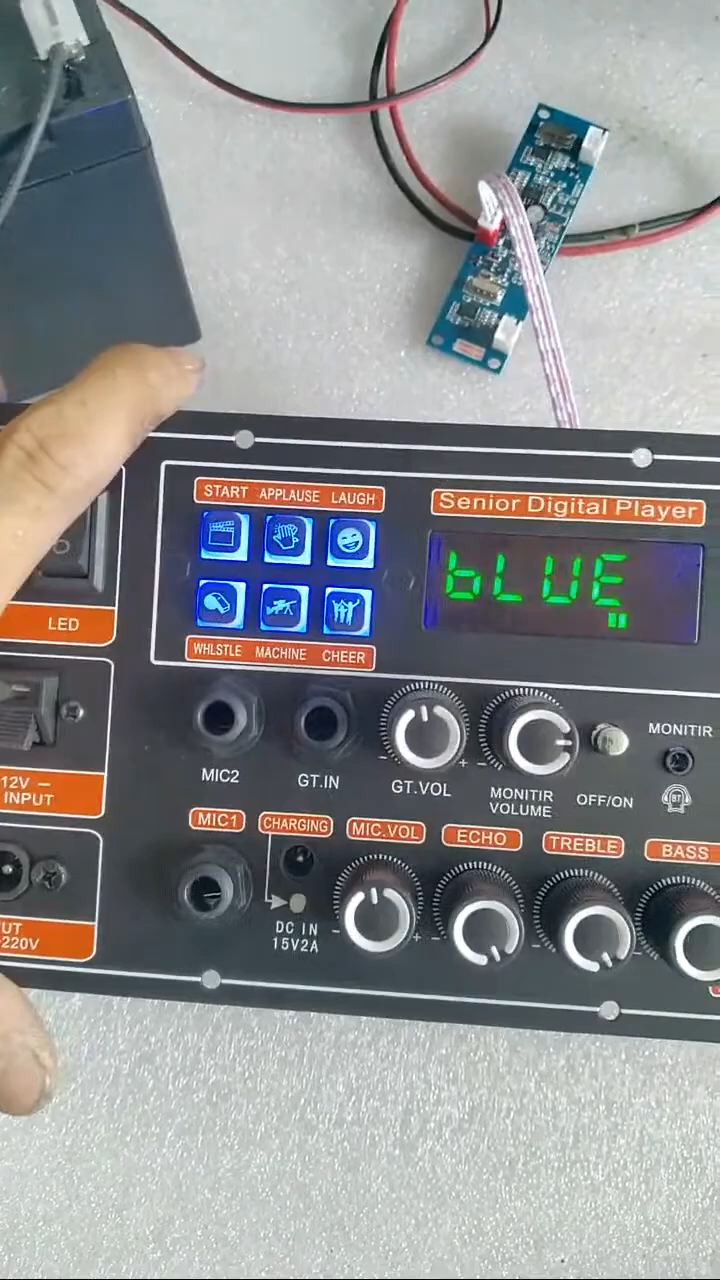 START APPLAUSE LAUGH
Senior Digital Player
bLUE
LED
WHLSTLE MACHINE CHEER
MONITIR
12V
INPUT
MIC2
GT.IN
GT.VOL
MONITIR
VOLUME
OFF/ON
BT
MIC1
CHARGING
MIC.VOL
ECHO
TREBLE
BASS
DC IN
15V2A
220V